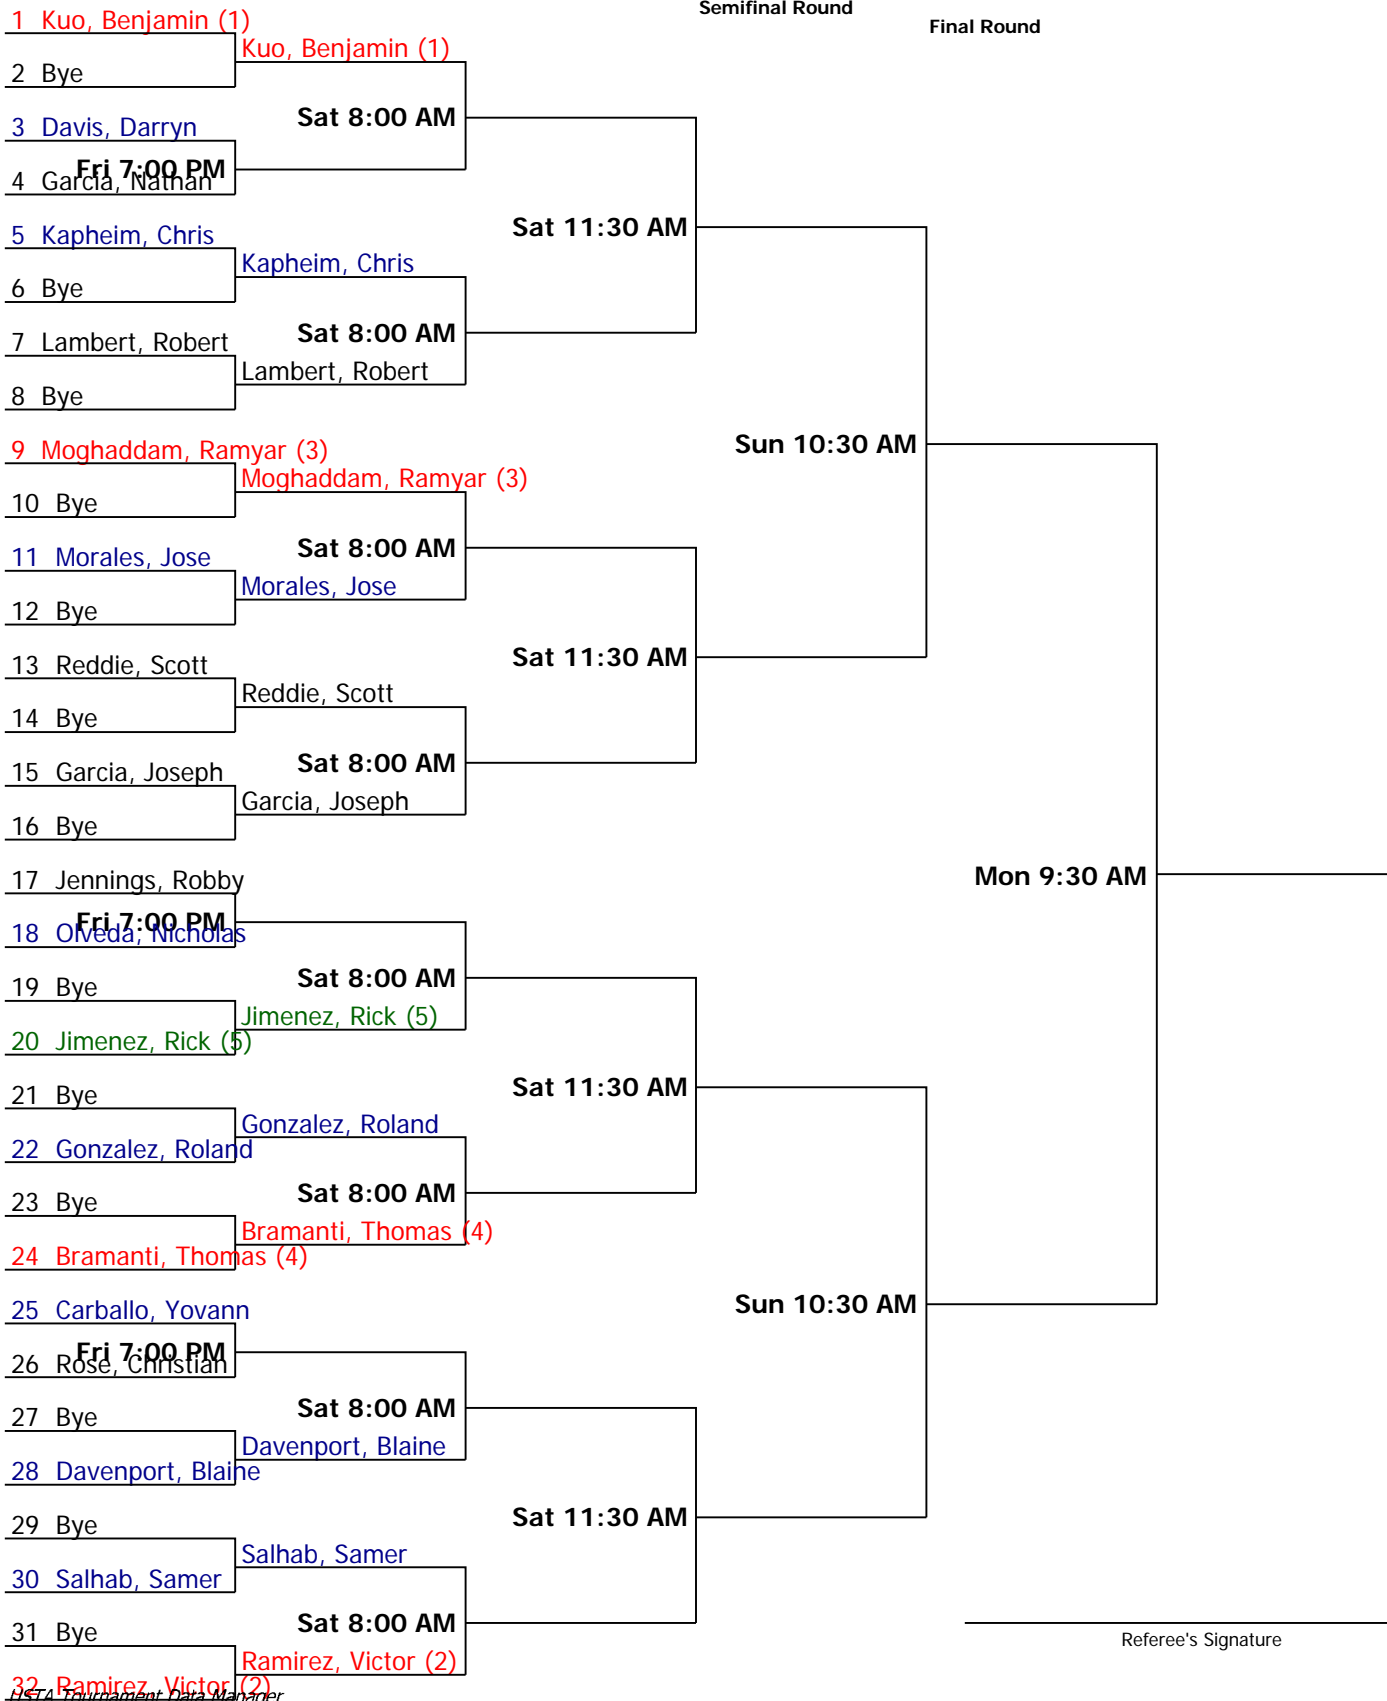 Semifinal Round
Final Round
1 Kuo, Benjamin (1)
Kuo, Benjamin (1)
2 Bye
Sat 8:00 AM
3 Davis, Darryn
Fri 7:00 PM
4 Garcia, Nathan
Sat 11:30 AM
5 Kapheim, Chris
Kapheim, Chris
6 Bye
Sat 8:00 AM
7 Lambert, Robert
Lambert, Robert
8 Bye
Sun 10:30 AM
9 Moghaddam, Ramyar (3)
Moghaddam, Ramyar (3)
10 Bye
Sat 8:00 AM
11 Morales, Jose
Morales, Jose
12 Bye
Sat 11:30 AM
13 Reddie, Scott
Reddie, Scott
14 Bye
Sat 8:00 AM
15 Garcia, Joseph
Garcia, Joseph
16 Bye
Mon 9:30 AM
17 Jennings, Robby
Fri 7:00 PM
18 Olveda, Nicholas
Sat 8:00 AM
19 Bye
Jimenez, Rick (5)
20 Jimenez, Rick (5)
Sat 11:30 AM
21 Bye
Gonzalez, Roland
22 Gonzalez, Roland
Sat 8:00 AM
23 Bye
Bramanti, Thomas (4)
24 Bramanti, Thomas (4)
Sun 10:30 AM
25 Carballo, Yovann
Fri 7:00 PM
26 Rose, Christian
Sat 8:00 AM
27 Bye
Davenport, Blaine
28 Davenport, Blaine
Sat 11:30 AM
29 Bye
Salhab, Samer
30 Salhab, Samer
Sat 8:00 AM
31 Bye
Referee's Signature
Ramirez, Victor (2)
32 Ramirez, Victor (2)
USTA Tournament Data Manager